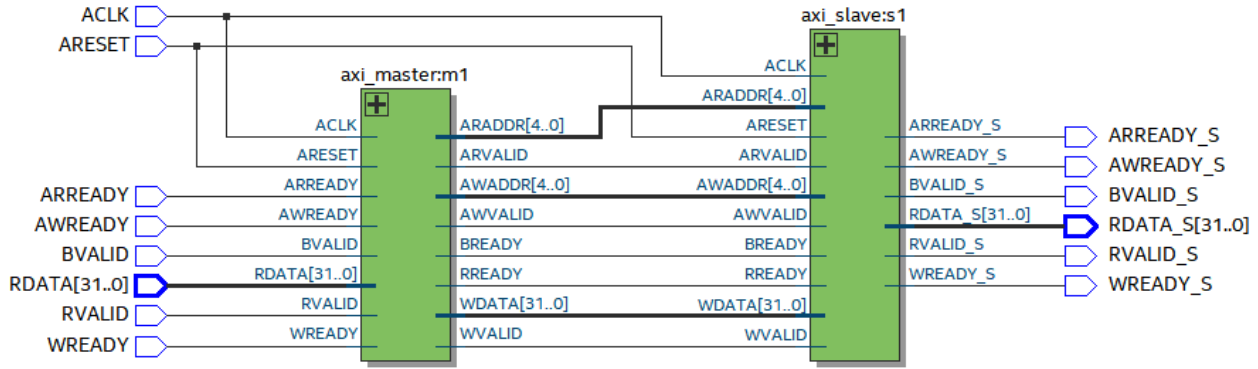 ACLK
ARESET
ARREADY
AWREADY
BVALID
RDATA[31..0]
RVALID
WREADY
axi_master:m1
ACLK
ARESET
ARREADY
AWREADY
BVALID
RDATA[31..0]
RVALID
WREADY
ARADDR[4..0]
ARVALID
AWADDR[4..0]
AWVALID
BREADY
RREADY
WDATA[31..0]
WVALID
axi_slave:s1
ACLK
ARADDR[4..0]
ARESET
ARVALID
AWADDR[4..0]
AWVALID
BREADY
RREADY
WDATA[31..0]
WVALID
ARREADY_S
AWREADY_S
BVALID_S
RDATA_S[31..0]
RVALID_S
WREADY_S
ARREADY_S
AWREADY_S
BVALID_S
RDATA_S[31..0]
RVALID_S
WREADY_S